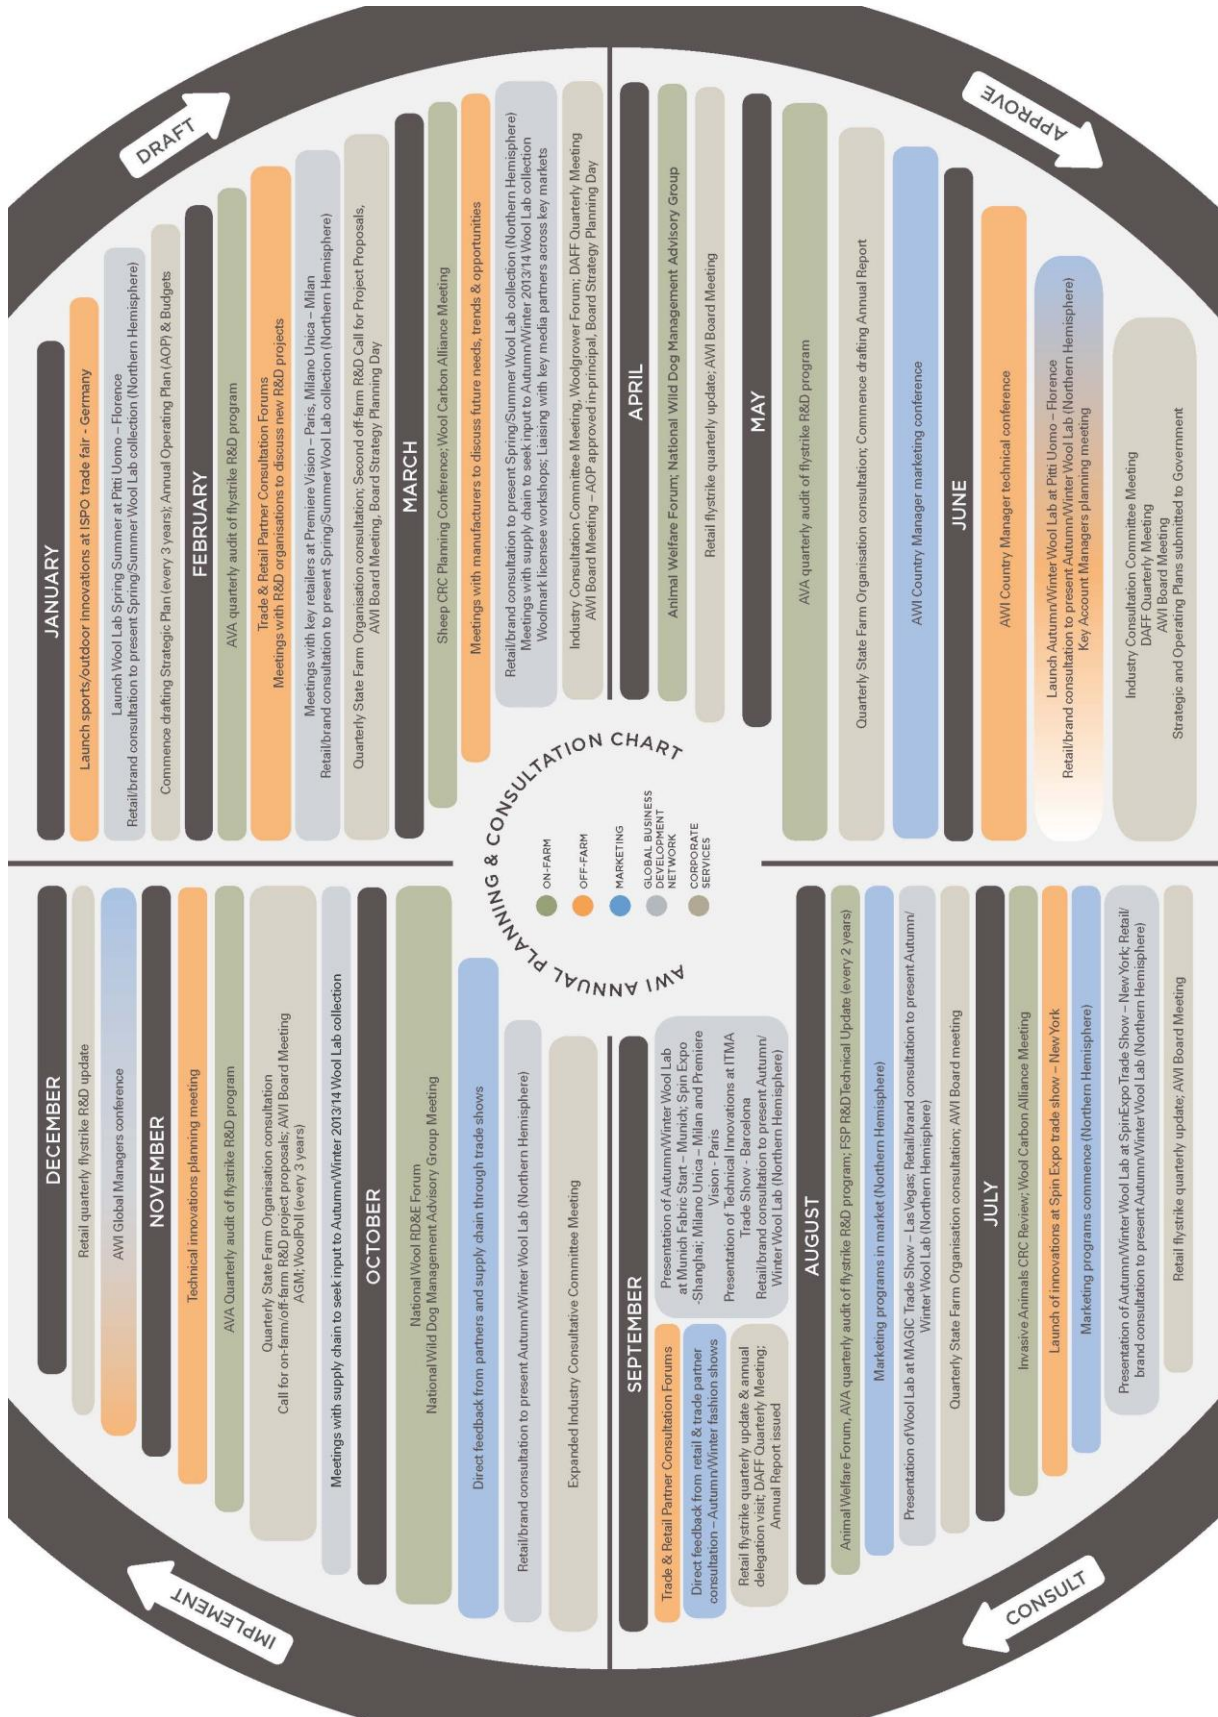 AWI ANNUAL PLANNING & CONSULTATION CHART
ON-FARM
OFF-FARM
MARKETING
GLOBAL BUSINESS
DEVELOPMENT
NETWORK
CORPORATE
SERVICES
DRAFT
JANUARY
Launch sports/outdoor innovations at ISPO trade fair - Germany
Launch Wool Lab Spring Summer at Pitti Uomo – Florence
Retail/brand consultation to present Spring/Summer Wool Lab collection (Northern Hemisphere)
Commence drafting Strategic Plan (every 3 years); Annual Operating Plan (AOP) & Budgets
FEBRUARY
AVA quarterly audit of flystrike R&D program
Trade & Retail Partner Consultation Forums
Meetings with R&D organisations to discuss new R&D projects
Meetings with key retailers at Premiere Vision – Paris, Milano Unica – Milan
Retail/brand consultation to present Spring/Summer Wool Lab collection (Northern Hemisphere)
Quarterly State Farm Organisation consultation; Second off-farm R&D Call for Project Proposals,
AWI Board Meeting, Board Strategy Planning Day
MARCH
Sheep CRC Planning Conference; Wool Carbon Alliance Meeting
Meetings with manufacturers to discuss future needs, trends & opportunities
Retail/brand consultation to present Spring/Summer Wool Lab collection (Northern Hemisphere)
Meetings with supply chain to seek input to Autumn/Winter 2013/14 Wool Lab collection
Woolmark licensee workshops; Liaising with key media partners across key markets
Industry Consultation Committee Meeting, Woolgrower Forum; DAFF Quarterly Meeting
AWI Board Meeting – AOP approved in-principal, Board Strategy Planning Day
APPROVE
APRIL
Animal Welfare Forum; National Wild Dog Management Advisory Group
Retail flystrike quarterly update; AWI Board Meeting
MAY
AVA quarterly audit of flystrike R&D program
Quarterly State Farm Organisation consultation; Commence drafting Annual Report
AWI Country Manager marketing conference
JUNE
AWI Country Manager technical conference
Launch Autumn/Winter Wool Lab at Pitti Uomo – Florence
Retail/brand consultation to present Autumn/Winter Wool Lab (Northern Hemisphere)
Key Account Managers planning meeting
Industry Consultation Committee Meeting
DAFF Quarterly Meeting
AWI Board Meeting
Strategic and Operating Plans submitted to Government
CONSULT
JULY
Invasive Animals CRC Review; Wool Carbon Alliance Meeting
Launch of innovations at Spin Expo trade show – New York
Marketing programs commence (Northern Hemisphere)
Presentation of Autumn/Winter Wool Lab at SpinExpo Trade Show – New York; Retail/
brand consultation to present Autumn/Winter Wool Lab (Northern Hemisphere)
Retail flystrike quarterly update; AWI Board Meeting
AUGUST
Animal Welfare Forum, AVA quarterly audit of flystrike R&D program; FSP R&D Technical Update (every 2 years)
Marketing programs in market (Northern Hemisphere)
Presentation of Wool Lab at MAGIC Trade Show – Las Vegas; Retail/brand consultation to present Autumn/
Winter Wool Lab (Northern Hemisphere)
Quarterly State Farm Organisation consultation; AWI Board meeting
SEPTEMBER
Trade & Retail Partner Consultation Forums
Direct feedback from retail & trade partner
consultation – Autumn/Winter fashion shows
Retail flystrike quarterly update & annual
delegation visit; DAFF Quarterly Meeting;
Annual Report issued
Presentation of Autumn/Winter Wool Lab
at Munich Fabric Start – Munich; Spin Expo
-Shanghai; Milano Unica – Milan and Premiere
Vision - Paris
Presentation of Technical Innovations at ITMA
Trade Show - Barcelona
Retail/brand consultation to present Autumn/
Winter Wool Lab (Northern Hemisphere)
IMPLEMENT
OCTOBER
National Wool RD&E Forum
National Wild Dog Management Advisory Group Meeting
Direct feedback from partners and supply chain through trade shows
Retail/brand consultation to present Autumn/Winter Wool Lab (Northern Hemisphere)
Expanded Industry Consultative Committee Meeting
NOVEMBER
Technical innovations planning meeting
AVA Quarterly audit of flystrike R&D program
Quarterly State Farm Organisation consultation
Call for on-farm/off-farm R&D project proposals; AWI Board Meeting
AGM; WoolPoll (every 3 years)
Meetings with supply chain to seek input to Autumn/Winter 2013/14 Wool Lab collection
DECEMBER
Retail quarterly flystrike R&D update
AWI Global Managers conference